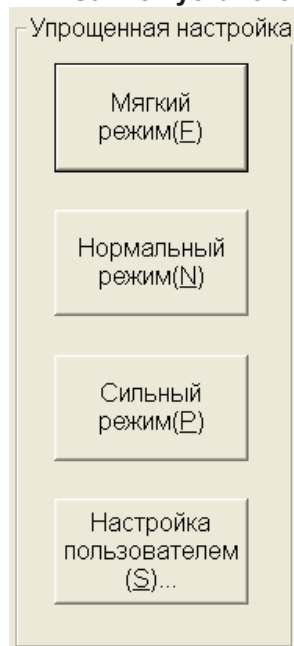 Упрощенная настройка
Мягкий
режим(F)
Нормальный
режим(N)
Сильный
режим(P)
Настройка
пользователем
(S)...